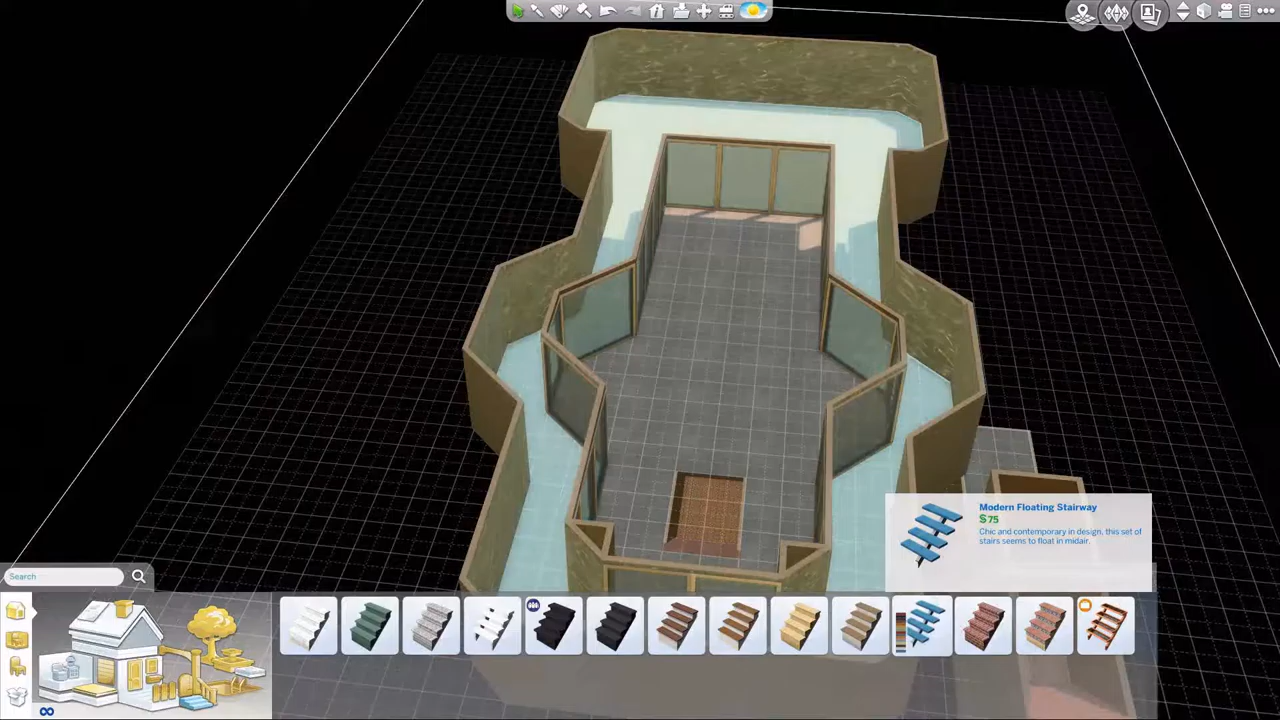 Modern Floating Stairway
$75
Chic and contemporary in design, this set of
stairs seems to float in midair.
Search